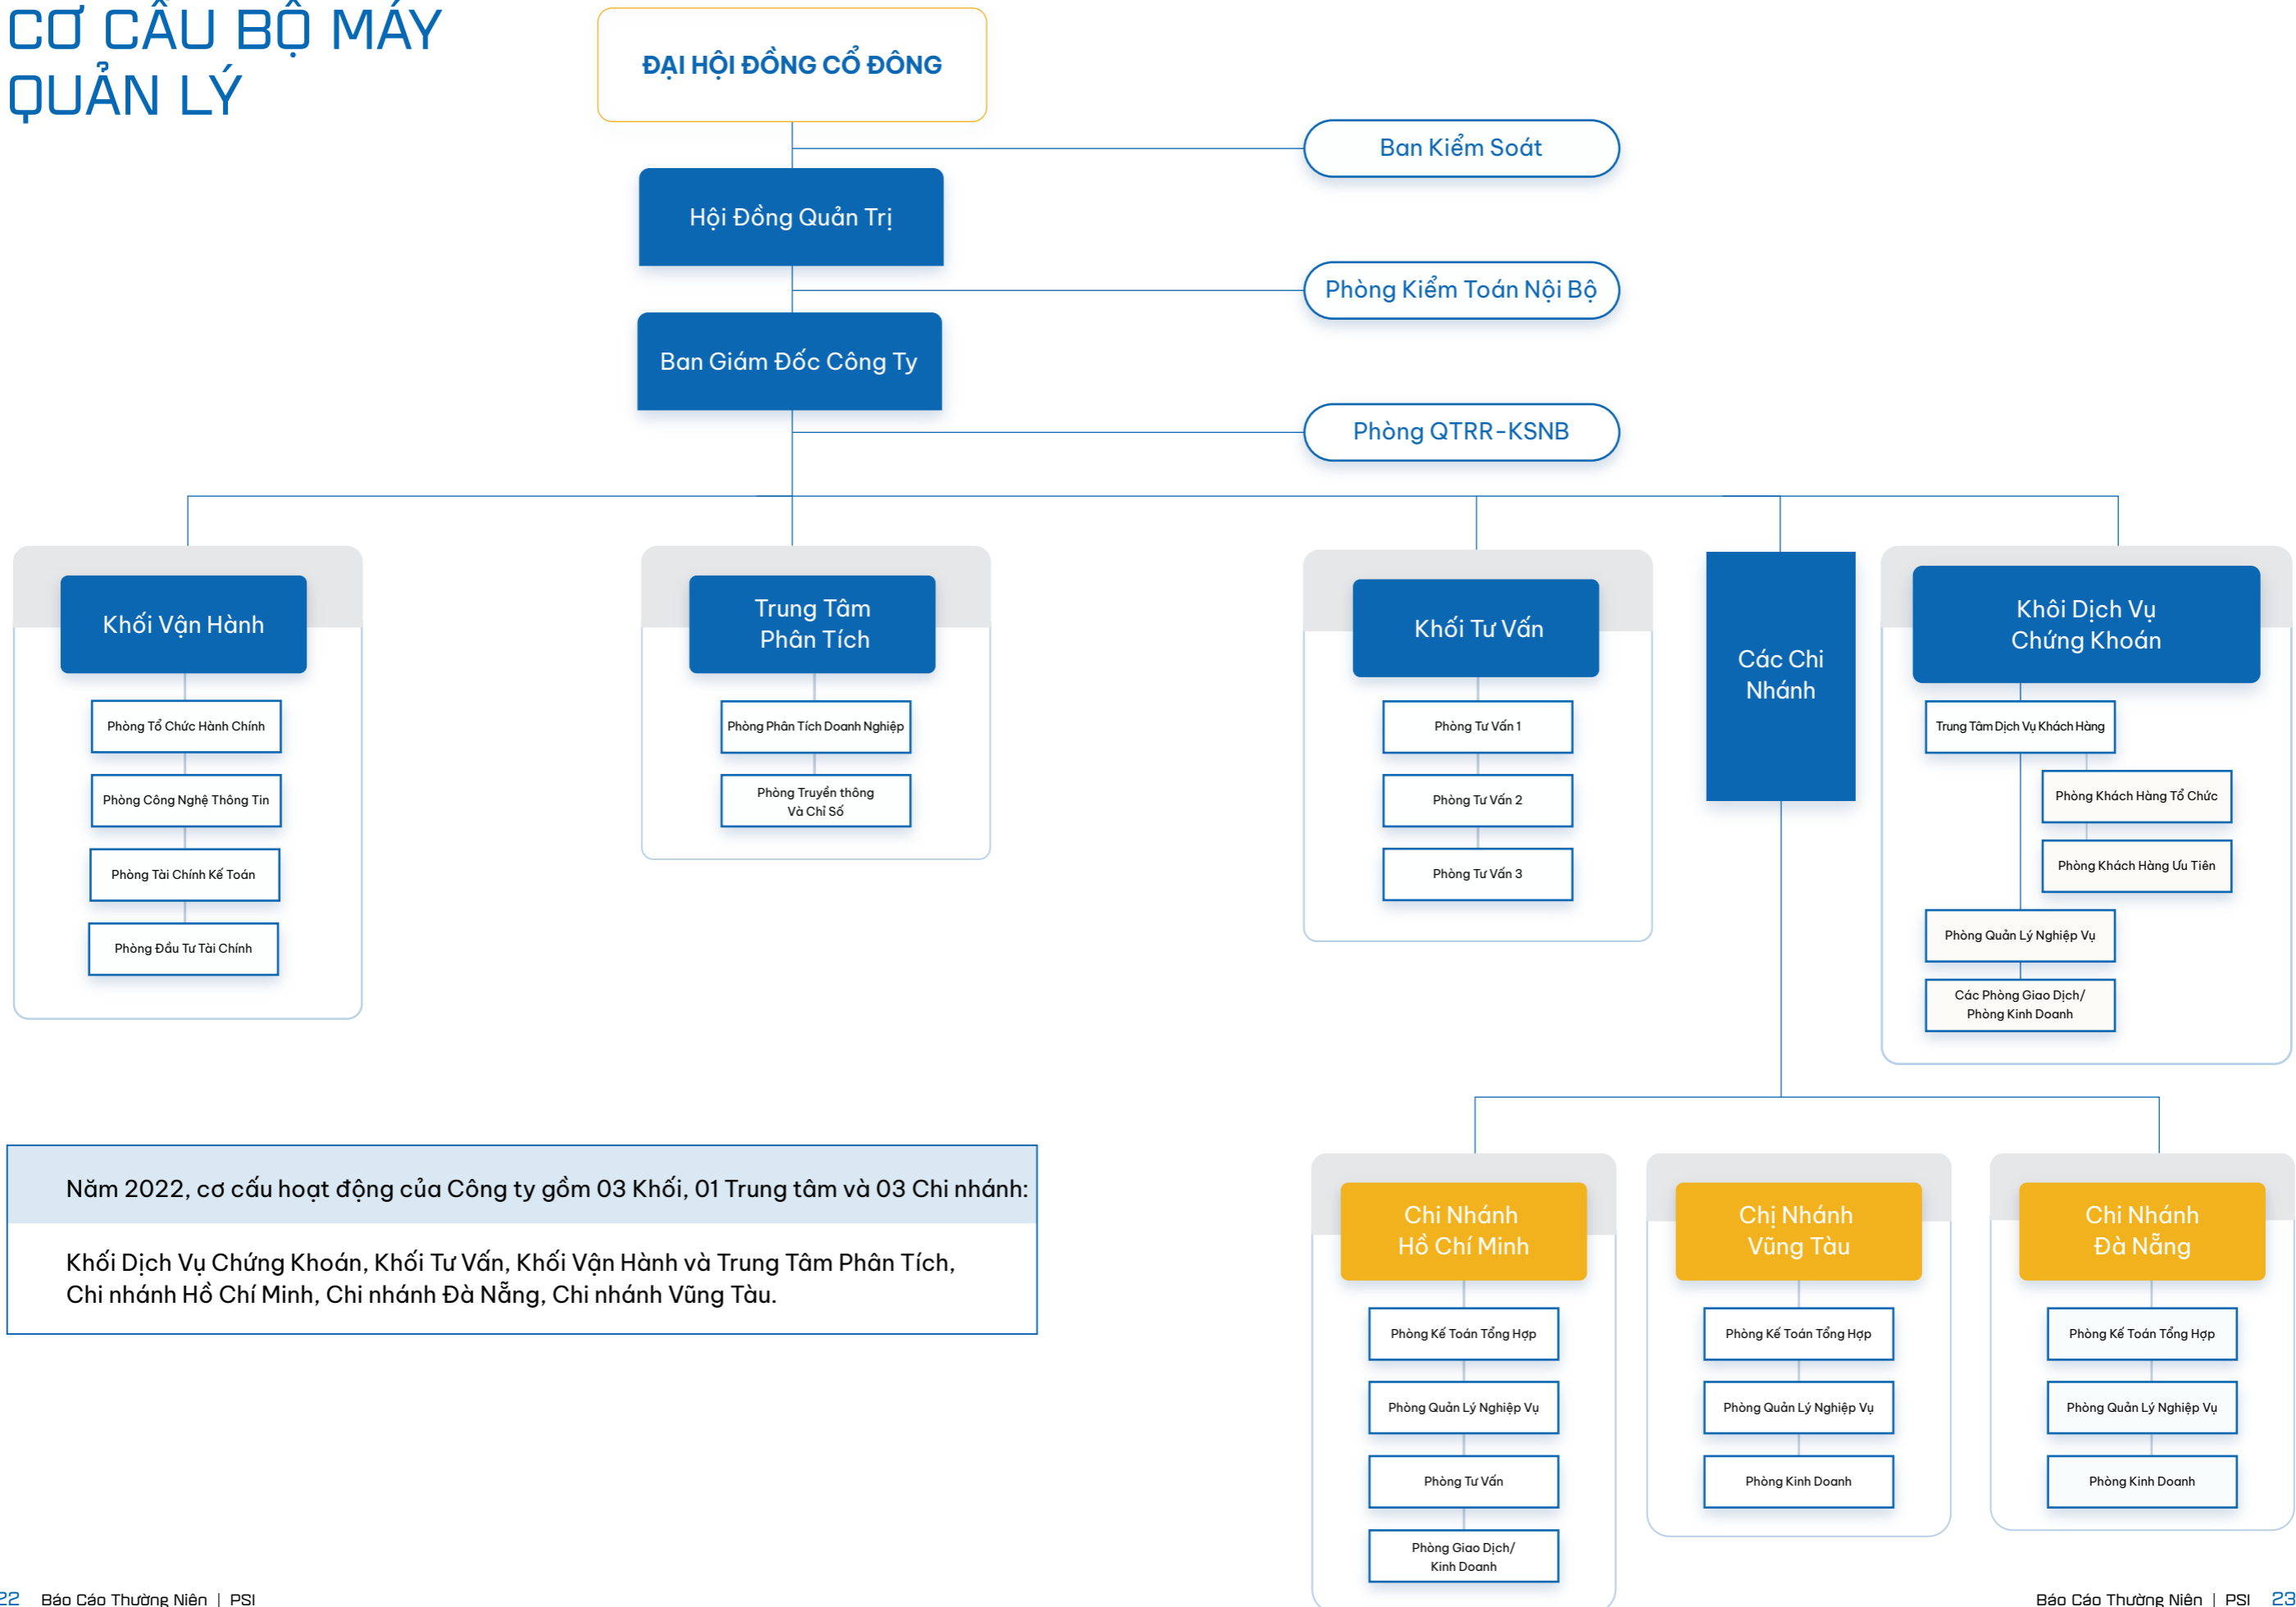 CƠ CẤU BỘ MÁY
QUẢN LÝ
ĐẠI HỘI ĐỒNG CỔ ĐÔNG
Ban Kiểm Soát
Hội Đồng Quản Trị
Phòng Kiểm Toán Nội Bộ
Ban Giám Đốc Công Ty
Phòng QTRR-KSNB
Khối Vận Hành
Phòng Tổ Chức Hành Chính
Phòng Công Nghệ Thông Tin
Phòng Tài Chính Kế Toán
Phòng Đầu Tư Tài Chính
Trung Tâm
Phân Tích
Phòng Phân Tích Doanh Nghiệp
Phòng Truyền thông
Và Chỉ Số
Khối Tư Vấn
Phòng Tư Vấn 1
Phòng Tư Vấn 2
Phòng Tư Vấn 3
Các Chi
Nhánh
Khôi Dịch Vụ
Chứng Khoán
Trung Tâm Dịch Vụ Khách Hàng
Phòng Khách Hàng Tổ Chức
Phòng Khách Hàng Ưu Tiên
Phòng Quản Lý Nghiệp Vụ
Các Phòng Giao Dịch/
Phòng Kinh Doanh
Năm 2022, cơ cấu hoạt động của Công ty gồm 03 Khối, 01 Trung tâm và 03 Chi nhánh:
Khối Dịch Vụ Chứng Khoán, Khối Tư Vấn, Khối Vận Hành và Trung Tâm Phân Tích,
Chi nhánh Hồ Chí Minh, Chi nhánh Đà Nẵng, Chi nhánh Vũng Tàu.
Chi Nhánh
Hồ Chí Minh
Phòng Kế Toán Tổng Hợp
Phòng Quản Lý Nghiệp Vụ
Phòng Tư Vấn
Phòng Giao Dịch/
Kinh Doanh
Chị Nhánh
Vũng Tàu
Phòng Kế Toán Tổng Hợp
Phòng Quản Lý Nghiệp Vụ
Phòng Kinh Doanh
Chi Nhánh
Đà Nẵng
Phòng Kế Toán Tổng Hợp
Phòng Quản Lý Nghiệp Vụ
Phòng Kinh Doanh
22 Báo Cáo Thường Niên | PSI
Báo Cáo Thường Niên | PSI 23